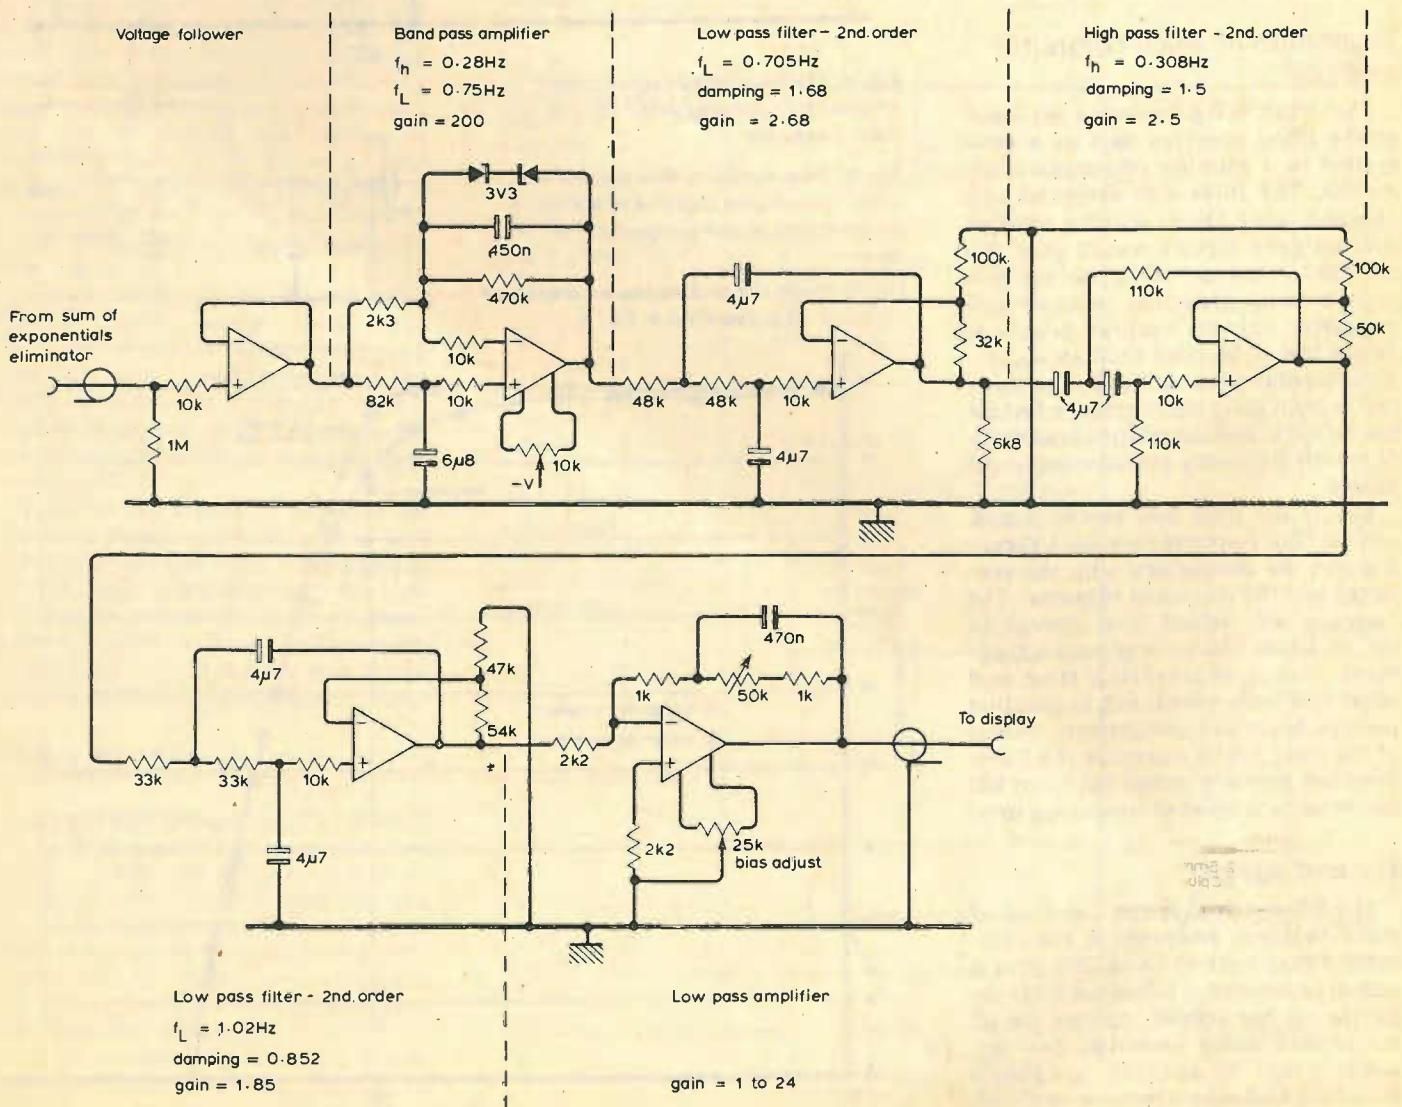 Voltage follower
Band pass amplifier
fh = 0·28Hz
fL = 0·75Hz
gain = 200
Low pass filter - 2nd. order
fL = 0·705Hz
damping = 1·68
gain = 2·68
High pass filter - 2nd. order
fh = 0·308Hz
damping = 1·5
gain = 2·5
From sum of
exponentials
eliminator
10k
1M
−
+
3V3
450n
470k
2k3
10k
82k
10k
6µ8
−
+
10k
−V
4µ7
48k
48k
10k
4µ7
−
+
100k
32k
6k8
110k
4µ7
10k
110k
−
+
100k
50k
4µ7
33k
33k
10k
4µ7
−
+
47k
54k
2k2
1k
470n
50k
1k
−
+
2k2
25k
bias adjust
To display
Low pass filter - 2nd. order
fL = 1·02Hz
damping = 0·852
gain = 1·85
Low pass amplifier
gain = 1 to 24